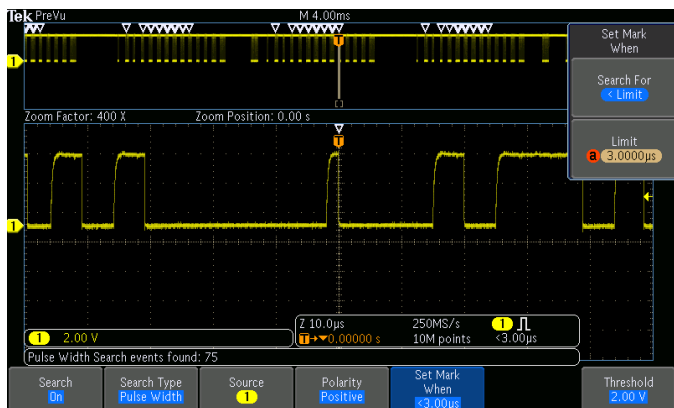 Tek PreVu
M 4.00ms
Set Mark
When
T
1
Search For
< Limit
Zoom Factor: 400 X
Zoom Position: 0.00 s
Limit
a 3.0000µs
T
1
1 2.00 V
Z 10.0µs
250MS/s
1
T→▼0.00000 s
10M points
<3.00µs
Pulse Width Search events found: 75
Search
On
Search Type
Pulse Width
Source
1
Polarity
Positive
Set Mark
When
<3.00µs
Threshold
2.00 V